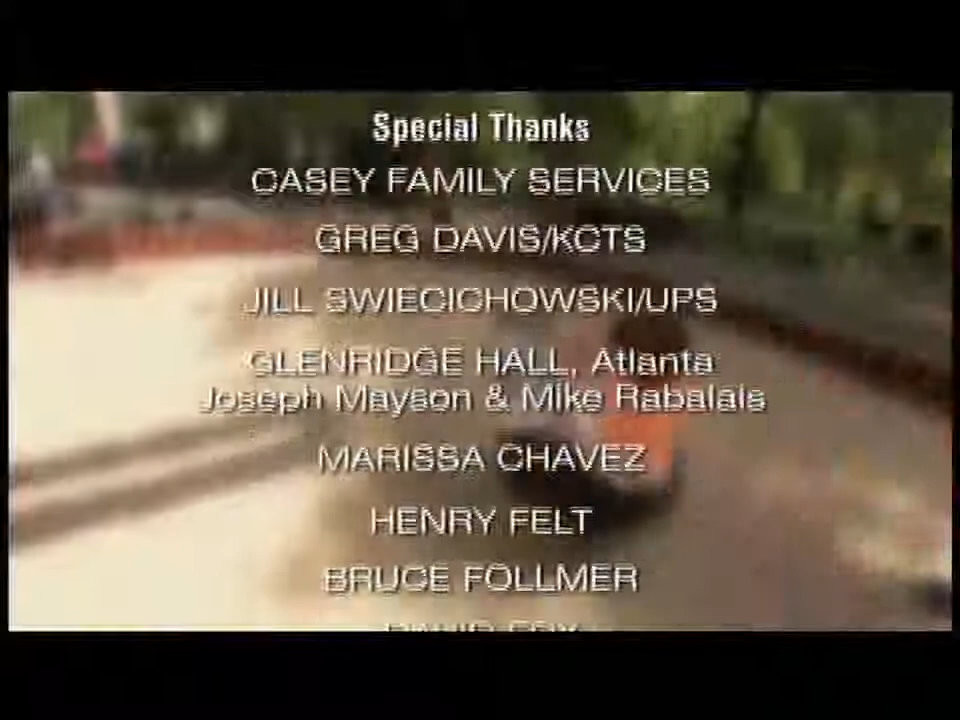 Special Thanks
CASEY FAMILY SERVICES
GREG DAVIS/KCTS
JILL SWIECICHOWSKI/UPS
GLENRIDGE HALL, Atlanta
Joseph Mayson & Mike Rabalais
MARISSA CHAVEZ
HENRY FELT
BRUCE FOLLMER
DAVID